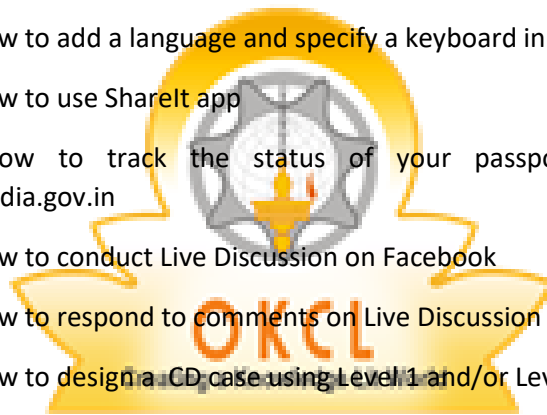 w to add a language and specify a keyboard in
w to use ShareIt app
ow to track the status of your passpo
dia.gov.in
w to conduct Live Discussion on Facebook
w to respond to comments on Live Discussion
OKCL
w to design a CD case using Level 1 and/or Lev